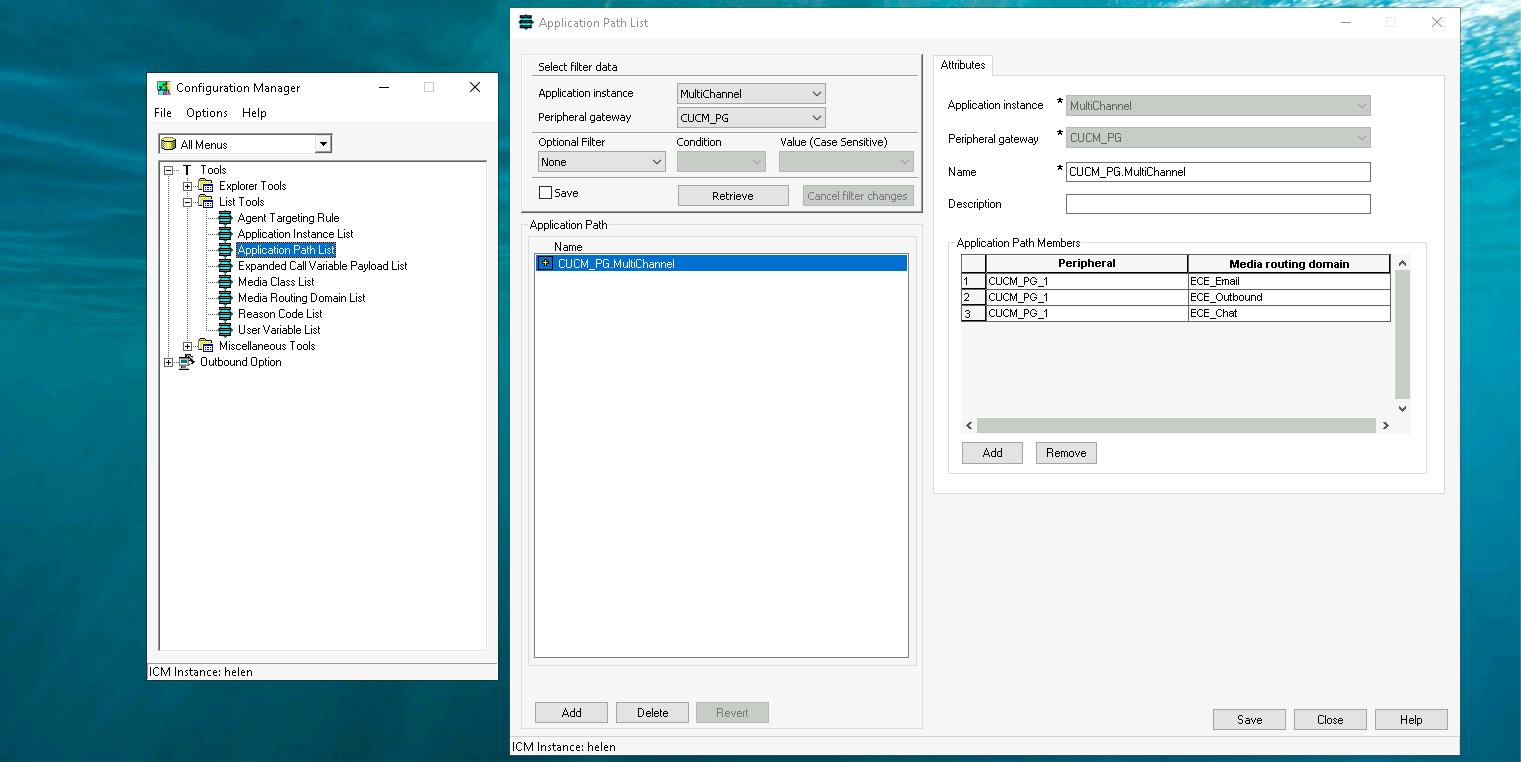 Configuration Manager
File Options Help
All Menus
Tools
Explorer Tools
List Tools
Agent Targeting Rule
Application Instance List
Application Path List
Expanded Call Variable Payload List
Media Class List
Media Routing Domain List
Reason Code List
User Variable List
Miscellaneous Tools
Outbound Option
ICM Instance: helen
Application Path List
Select filter data
Application instance MultiChannel
Peripheral gateway CUCM_PG
Optional Filter Condition Value (Case Sensitive)
None
Save Retrieve Cancel filter changes
Application Path
Name
CUCM_PG.MultiChannel
Add Delete Revert
Attributes
Application instance * MultiChannel
Peripheral gateway * CUCM_PG
Name * CUCM_PG.MultiChannel
Description
Application Path Members
Peripheral Media routing domain
1 CUCM_PG_1 ECE_Email
2 CUCM_PG_1 ECE_Outbound
3 CUCM_PG_1 ECE_Chat
Add Remove
Save Close Help
ICM Instance: helen